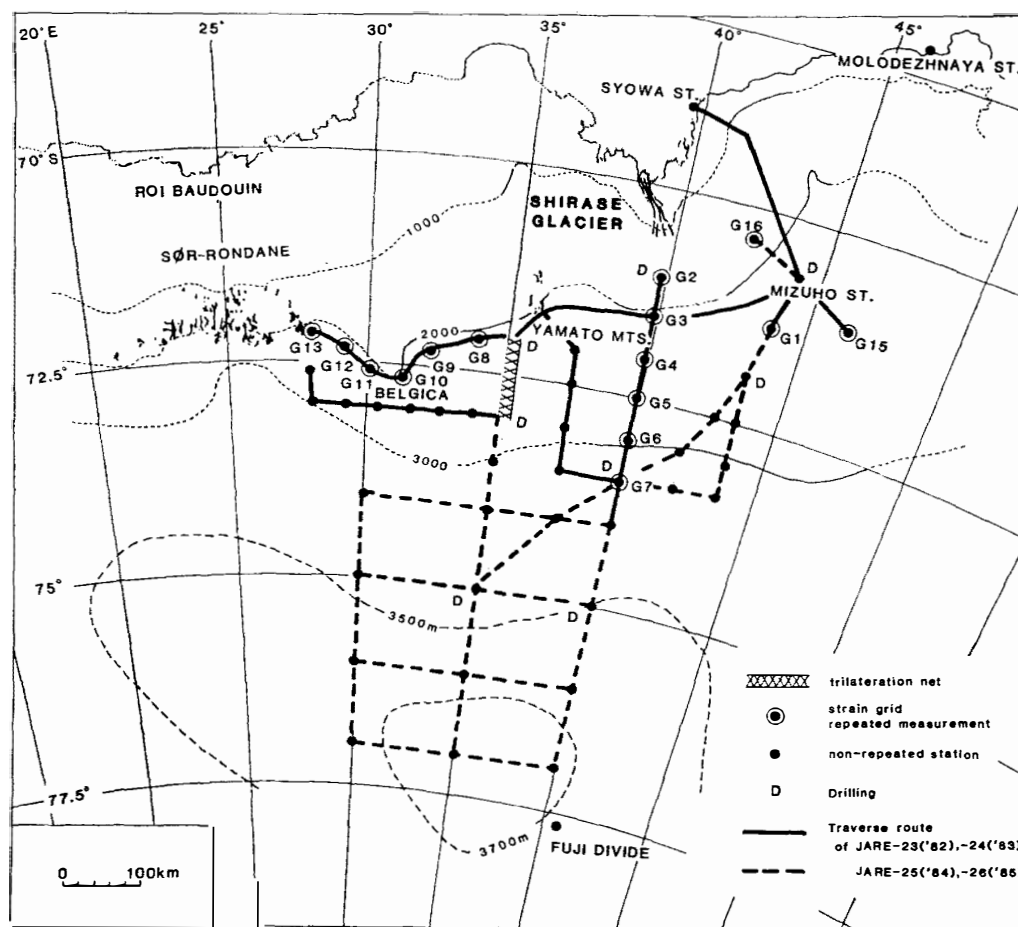 20°E
25°
30°
35°
40°
45°
MOLODEZHNAYA ST.
SYOWA ST.
70°S
ROI BAUDOUIN
SHIRASE
GLACIER
1000
G16
SØR-RONDANE
D
G2
D
MIZUHO ST.
2000
G3
G1
G15
YAMATO MTS.
G13
G8
D
G12
G9
G4
72.5°
G11
G10
D
BELGICA
G5
D
G6
3000
D
G7
75°
D
D
3500m
trilateration net
strain grid
repeated measurement
non-repeated station
77.5°
D
Drilling
3700m
FUJI DIVIDE
Traverse route
of JARE-23('82),-24('83)
JARE-25('84),-26('85
0 100km